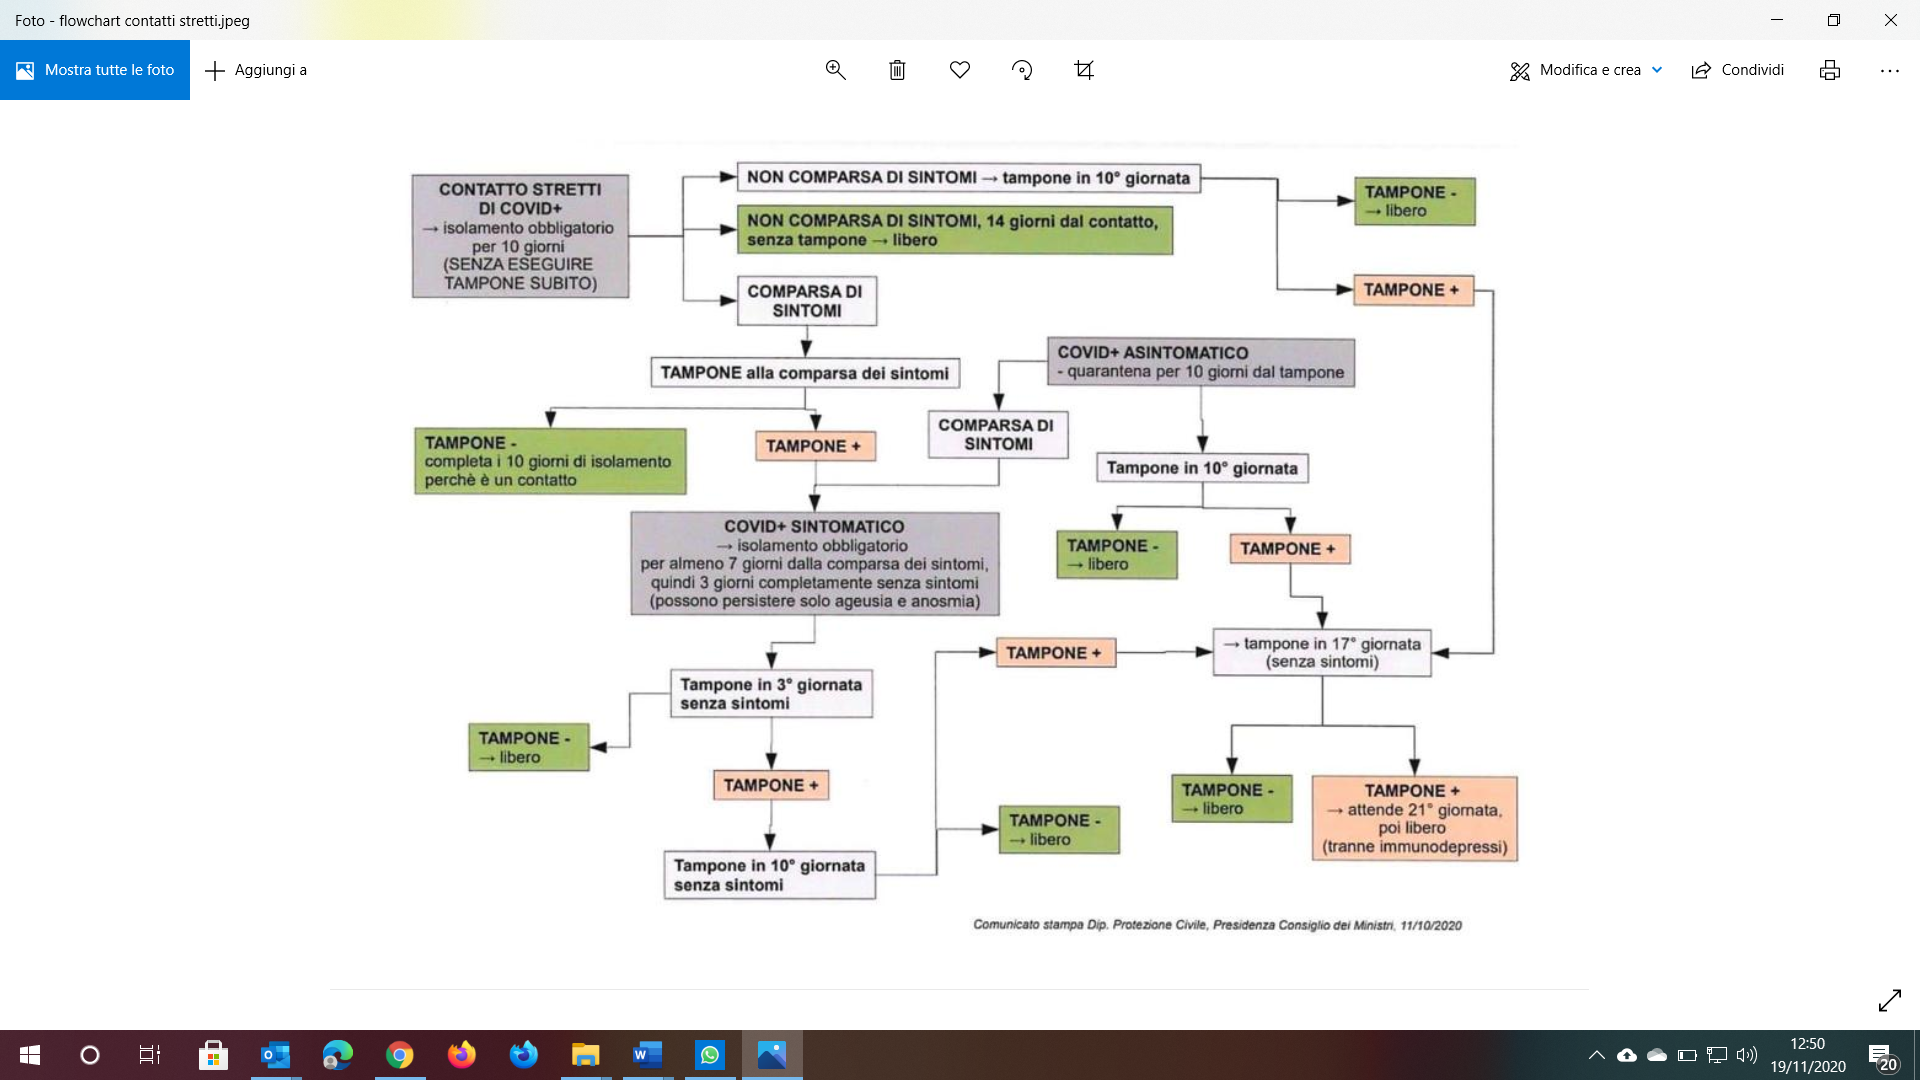 Foto - flowchart contatti stretti.jpeg
Mostra tutte le foto
Aggiungi a
Modifica e crea
Condividi
CONTATTO STRETTI
DI COVID+
→ isolamento obbligatorio
per 10 giorni
(SENZA ESEGUIRE
TAMPONE SUBITO)
NON COMPARSA DI SINTOMI → tampone in 10° giornata
NON COMPARSA DI SINTOMI, 14 giorni dal contatto,
senza tampone → libero
COMPARSA DI
SINTOMI
TAMPONE -
→ libero
TAMPONE +
TAMPONE alla comparsa dei sintomi
COVID+ ASINTOMATICO
- quarantena per 10 giorni dal tampone
TAMPONE -
completa i 10 giorni di isolamento
perchè è un contatto
TAMPONE +
COMPARSA DI
SINTOMI
Tampone in 10° giornata
COVID+ SINTOMATICO
→ isolamento obbligatorio
per almeno 7 giorni dalla comparsa dei sintomi,
quindi 3 giorni completamente senza sintomi
(possono persistere solo ageusia e anosmia)
TAMPONE -
→ libero
TAMPONE +
TAMPONE +
→ tampone in 17° giornata
(senza sintomi)
Tampone in 3° giornata
senza sintomi
TAMPONE -
→ libero
TAMPONE +
Tampone in 10° giornata
senza sintomi
TAMPONE -
→ libero
TAMPONE -
→ libero
TAMPONE +
→ attende 21° giornata,
poi libero
(tranne immunodepressi)
Comunicato stampa Dip. Protezione Civile, Presidenza Consiglio dei Ministri, 11/10/2020
12:50
19/11/2020
20